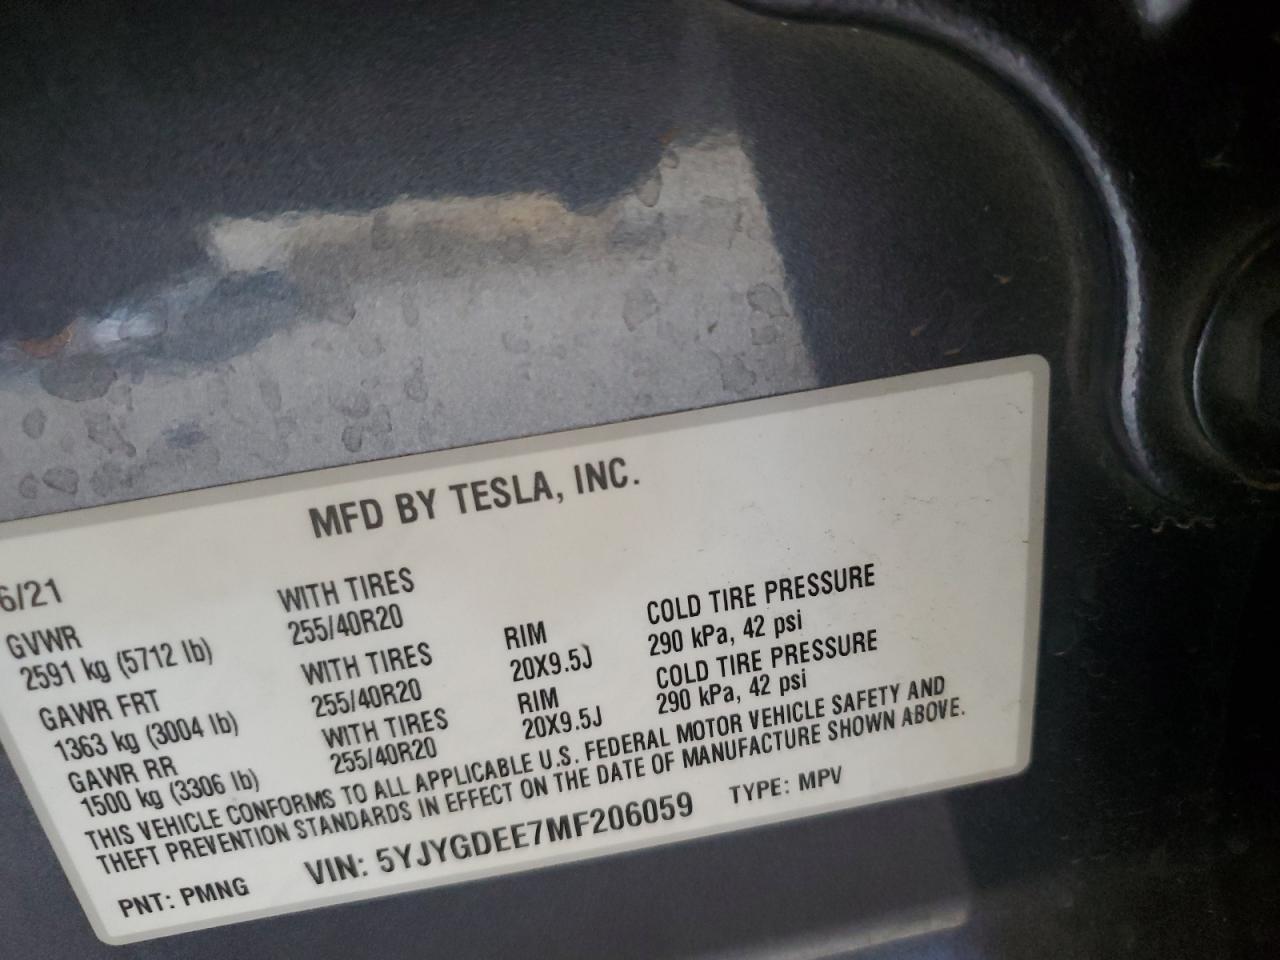 MFD BY TESLA, INC.
6/21
GVWR WITH TIRES
2591 kg (5712 lb) 255/40R20
GAWR FRT WITH TIRES RIM COLD TIRE PRESSURE
1363 kg (3004 lb) 255/40R20 20X9.5J 290 kPa, 42 psi
GAWR RR WITH TIRES RIM COLD TIRE PRESSURE
1500 kg (3306 lb) 255/40R20 20X9.5J 290 kPa, 42 psi
THIS VEHICLE CONFORMS TO ALL APPLICABLE U.S. FEDERAL MOTOR VEHICLE SAFETY AND
THEFT PREVENTION STANDARDS IN EFFECT ON THE DATE OF MANUFACTURE SHOWN ABOVE.
PNT: PMNG VIN: 5YJYGDEE7MF206059 TYPE: MPV